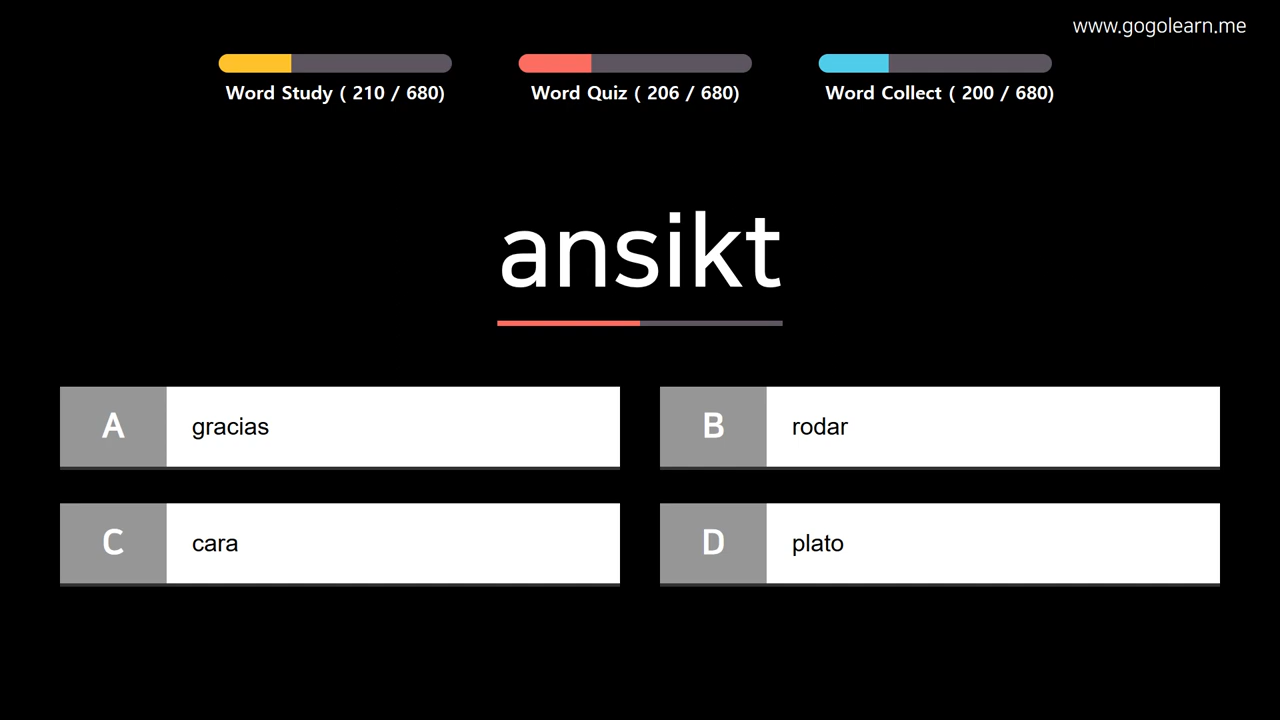 www.gogolearn.me
Word Study ( 210 / 680)
Word Quiz ( 206 / 680)
Word Collect ( 200 / 680)
ansikt
A gracias
B rodar
C cara
D plato